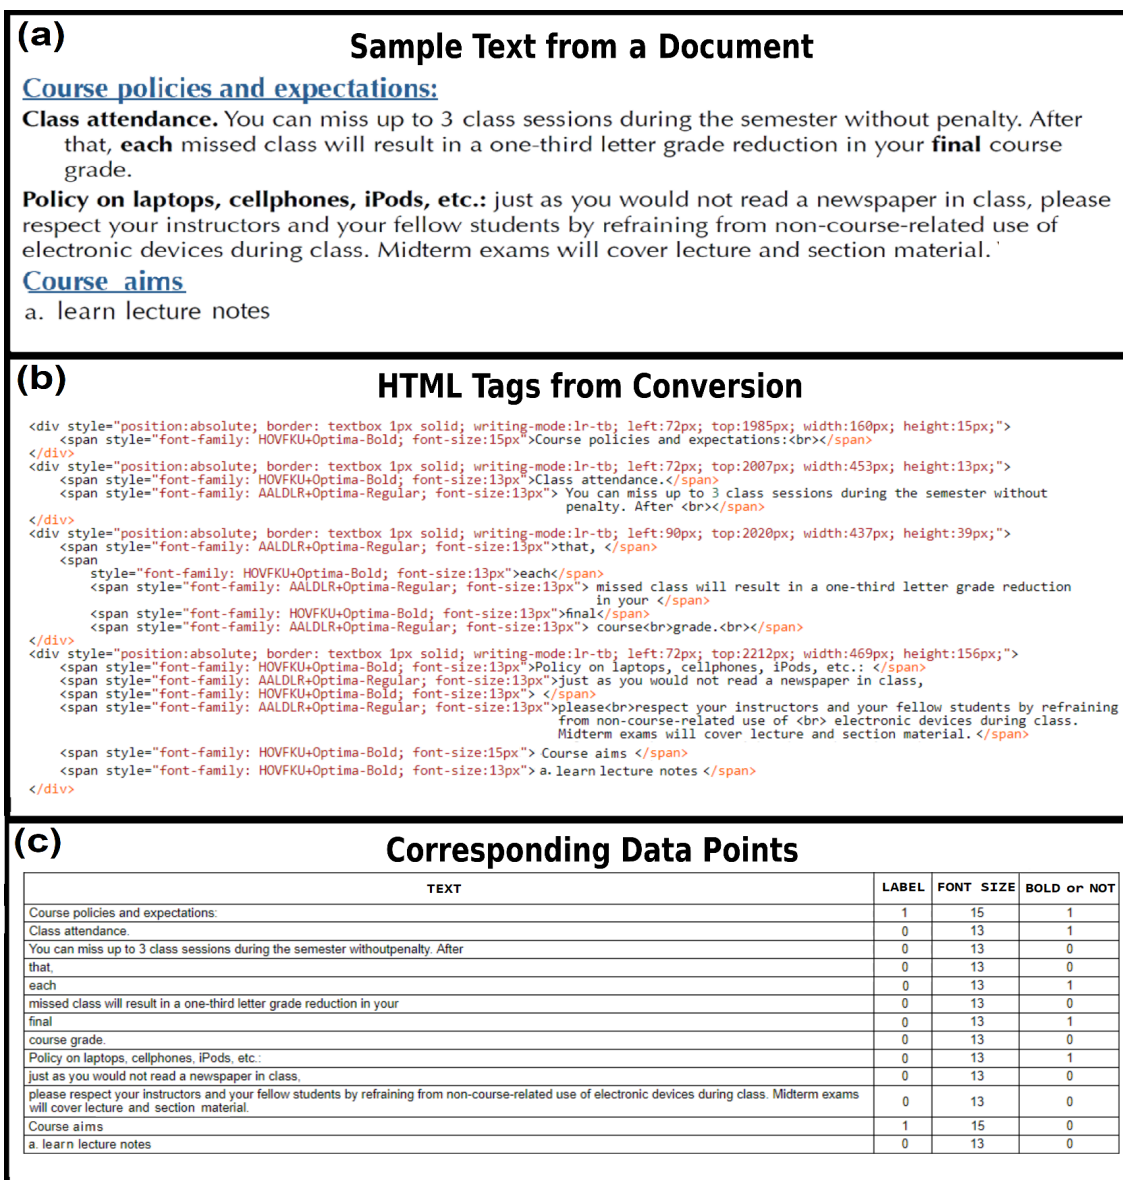 (a)
Sample Text from a Document
Course policies and expectations:
Class attendance. You can miss up to 3 class sessions during the semester without penalty. After
that, each missed class will result in a one-third letter grade reduction in your final course
grade.
Policy on laptops, cellphones, iPods, etc.: just as you would not read a newspaper in class, please
respect your instructors and your fellow students by refraining from non-course-related use of
electronic devices during class. Midterm exams will cover lecture and section material.
Course aims
a. learn lecture notes
(b)
HTML Tags from Conversion
<div style="position:absolute; border: textbox 1px solid; writing-mode:lr-tb; left:72px; top:1985px; width:160px; height:15px;">
<span style="font-family: HOVFKU+Optima-Bold; font-size:15px">Course policies and expectations:<br></span>
</div>
<div style="position:absolute; border: textbox 1px solid; writing-mode:lr-tb; left:72px; top:2007px; width:453px; height:13px;">
<span style="font-family: HOVFKU+Optima-Bold; font-size:13px">Class attendance.</span>
<span style="font-family: AALDLR+Optima-Regular; font-size:13px"> You can miss up to 3 class sessions during the semester without
penalty. After <br></span>
</div>
<div style="position:absolute; border: textbox 1px solid; writing-mode:lr-tb; left:90px; top:2020px; width:437px; height:39px;">
<span style="font-family: AALDLR+Optima-Regular; font-size:13px">that, </span>
<span
style="font-family: HOVFKU+Optima-Bold; font-size:13px">each</span>
<span style="font-family: AALDLR+Optima-Regular; font-size:13px"> missed class will result in a one-third letter grade reduction
in your </span>
<span style="font-family: HOVFKU+Optima-Bold; font-size:13px">final</span>
<span style="font-family: AALDLR+Optima-Regular; font-size:13px"> course<br>grade.<br></span>
</div>
<div style="position:absolute; border: textbox 1px solid; writing-mode:lr-tb; left:72px; top:2212px; width:469px; height:156px;">
<span style="font-family: HOVFKU+Optima-Bold; font-size:13px">Policy on laptops, cellphones, iPods, etc.: </span>
<span style="font-family: AALDLR+Optima-Regular; font-size:13px">just as you would not read a newspaper in class,
<span style="font-family: HOVFKU+Optima-Bold; font-size:13px"> </span>
<span style="font-family: AALDLR+Optima-Regular; font-size:13px">please<br>respect your instructors and your fellow students by refraining
from non-course-related use of <br> electronic devices during class.
Midterm exams will cover lecture and section material. </span>
<span style="font-family: HOVFKU+Optima-Bold; font-size:15px"> Course aims </span>
<span style="font-family: HOVFKU+Optima-Bold; font-size:13px"> a. learn lecture notes </span>
</div>
(c)
Corresponding Data Points
TEXT LABEL FONT SIZE BOLD or NOT
Course policies and expectations: 1 15 1
Class attendance. 0 13 1
You can miss up to 3 class sessions during the semester withoutpenalty. After 0 13 0
that, 0 13 0
each 0 13 1
missed class will result in a one-third letter grade reduction in your 0 13 0
final 0 13 1
course grade. 0 13 0
Policy on laptops, cellphones, iPods, etc.: 0 13 1
just as you would not read a newspaper in class, 0 13 0
please respect your instructors and your fellow students by refraining from non-course-related use of electronic devices during class. Midterm exams
will cover lecture and section material. 0 13 0
Course aims 1 15 0
a. learn lecture notes 0 13 0